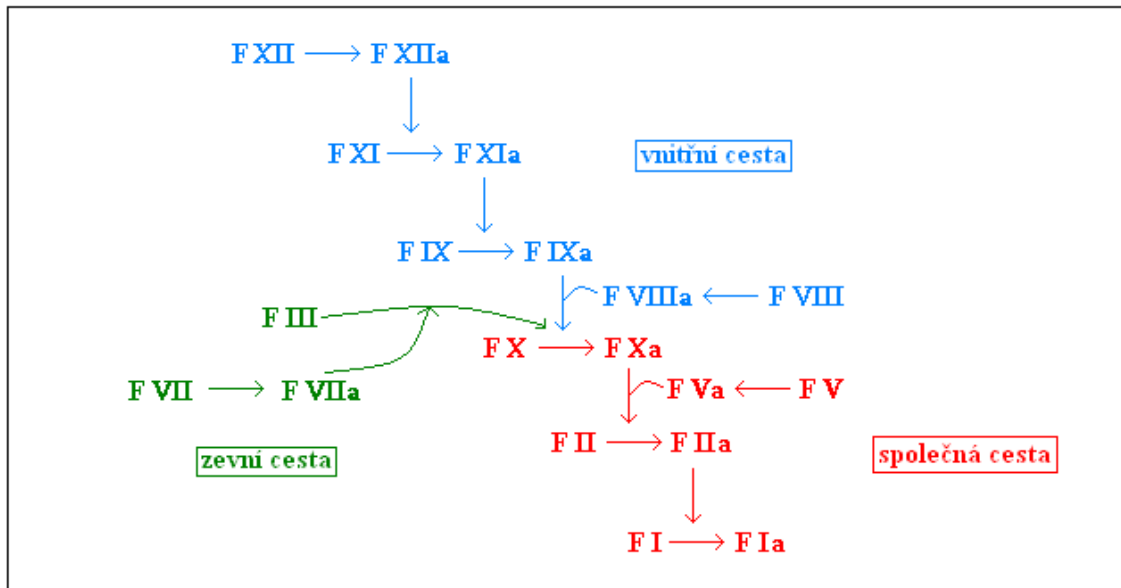 F XII F XIIa
F XI F XIa vnitřní cesta
F IX F IXa
F VIIIa F VIII
F III
F X F Xa
F VII F VIIa F Va F V
F II F IIa
zevní cesta společná cesta
F I F Ia